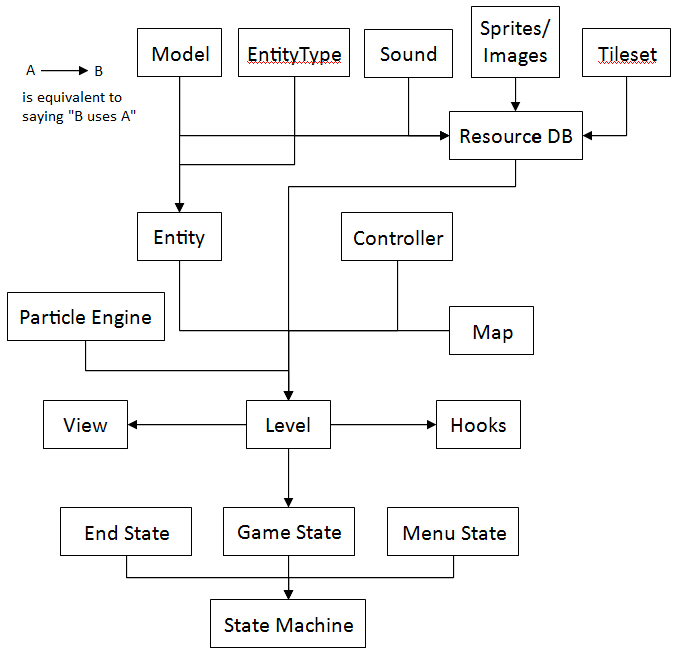 Model
EntityType
Sound
Sprites/
Images
Tileset
A B
is equivalent to
saying "B uses A"
Resource DB
Entity
Controller
Particle Engine
Map
View
Level
Hooks
End State
Game State
Menu State
State Machine